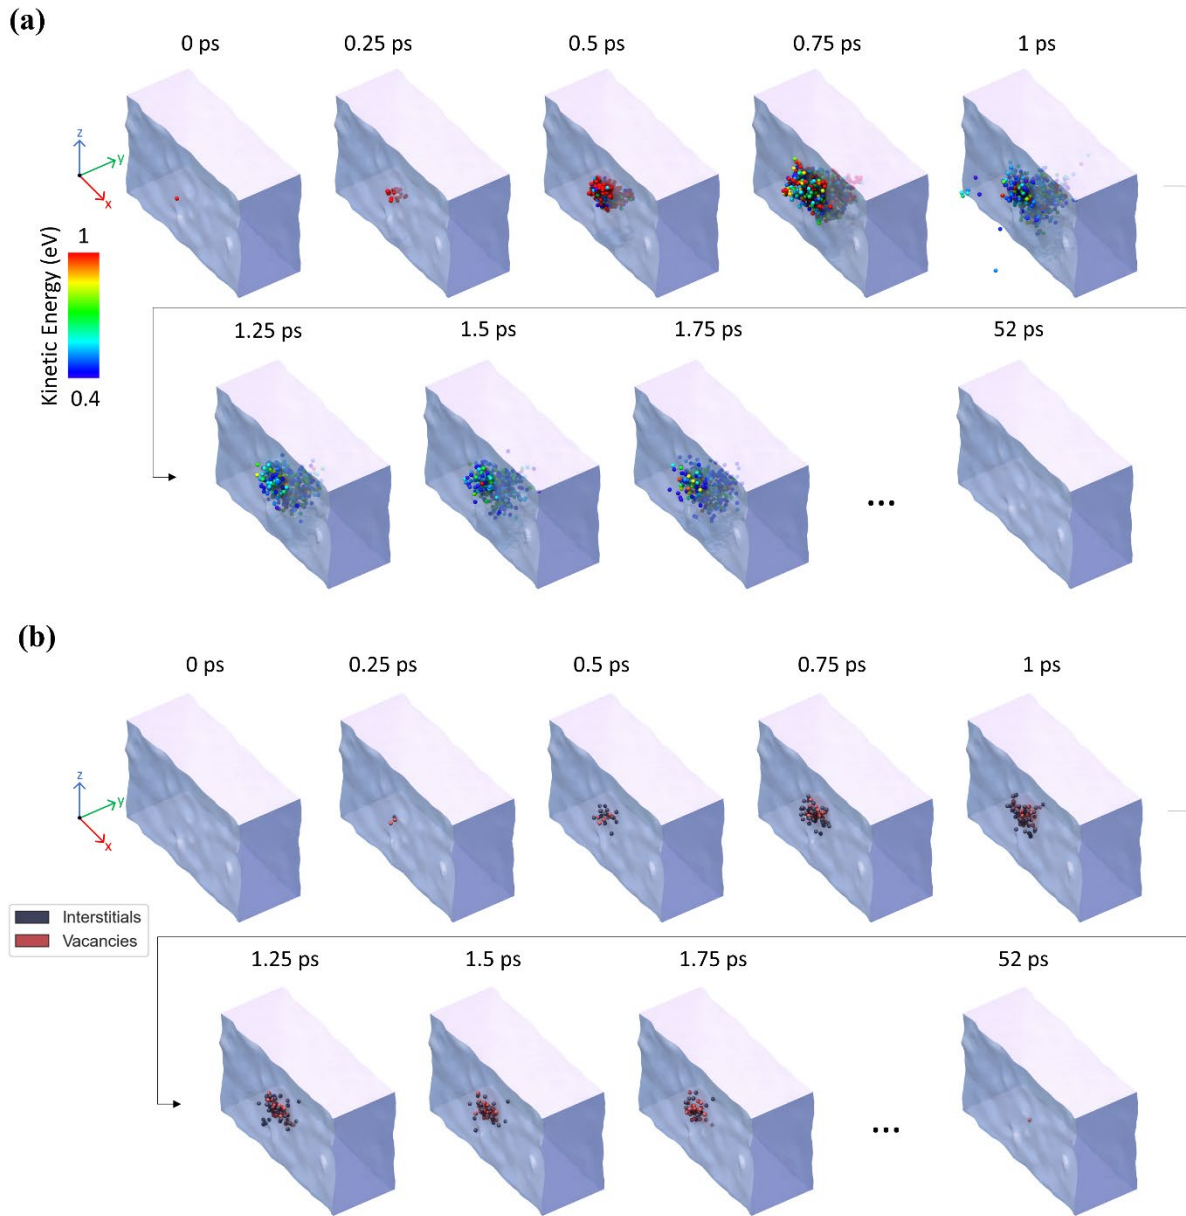 (a)
0 ps 0.25 ps 0.5 ps 0.75 ps 1 ps
z
y
x
1
Kinetic Energy (eV)
0.4
1.25 ps 1.5 ps 1.75 ps 52 ps
...
(b)
0 ps 0.25 ps 0.5 ps 0.75 ps 1 ps
z
y
x
Interstitials
Vacancies
1.25 ps 1.5 ps 1.75 ps 52 ps
...